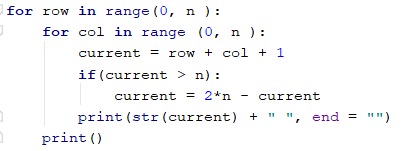 for row in range(0, n ):
    for col in range (0, n ):
        current = row + col + 1
        if(current > n):
            current = 2*n - current
        print(str(current) + " ", end = "")
    print()